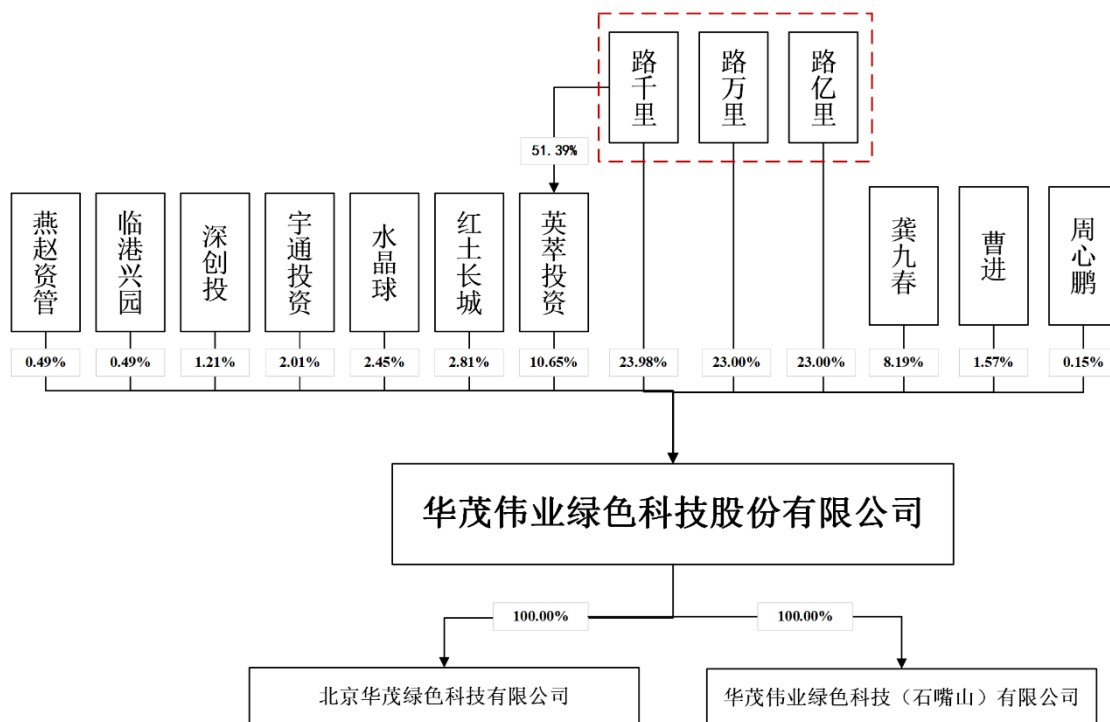 路千里
路万里
路亿里
51.39%
燕赵资管
临港兴园
深创投
宇通投资
水晶球
红土长城
英萃投资
龚九春
曹进
周心鹏
0.49%
0.49%
1.21%
2.01%
2.45%
2.81%
10.65%
23.98%
23.00%
23.00%
8.19%
1.57%
0.15%
华茂伟业绿色科技股份有限公司
100.00%
100.00%
北京华茂绿色科技有限公司
华茂伟业绿色科技（石嘴山）有限公司